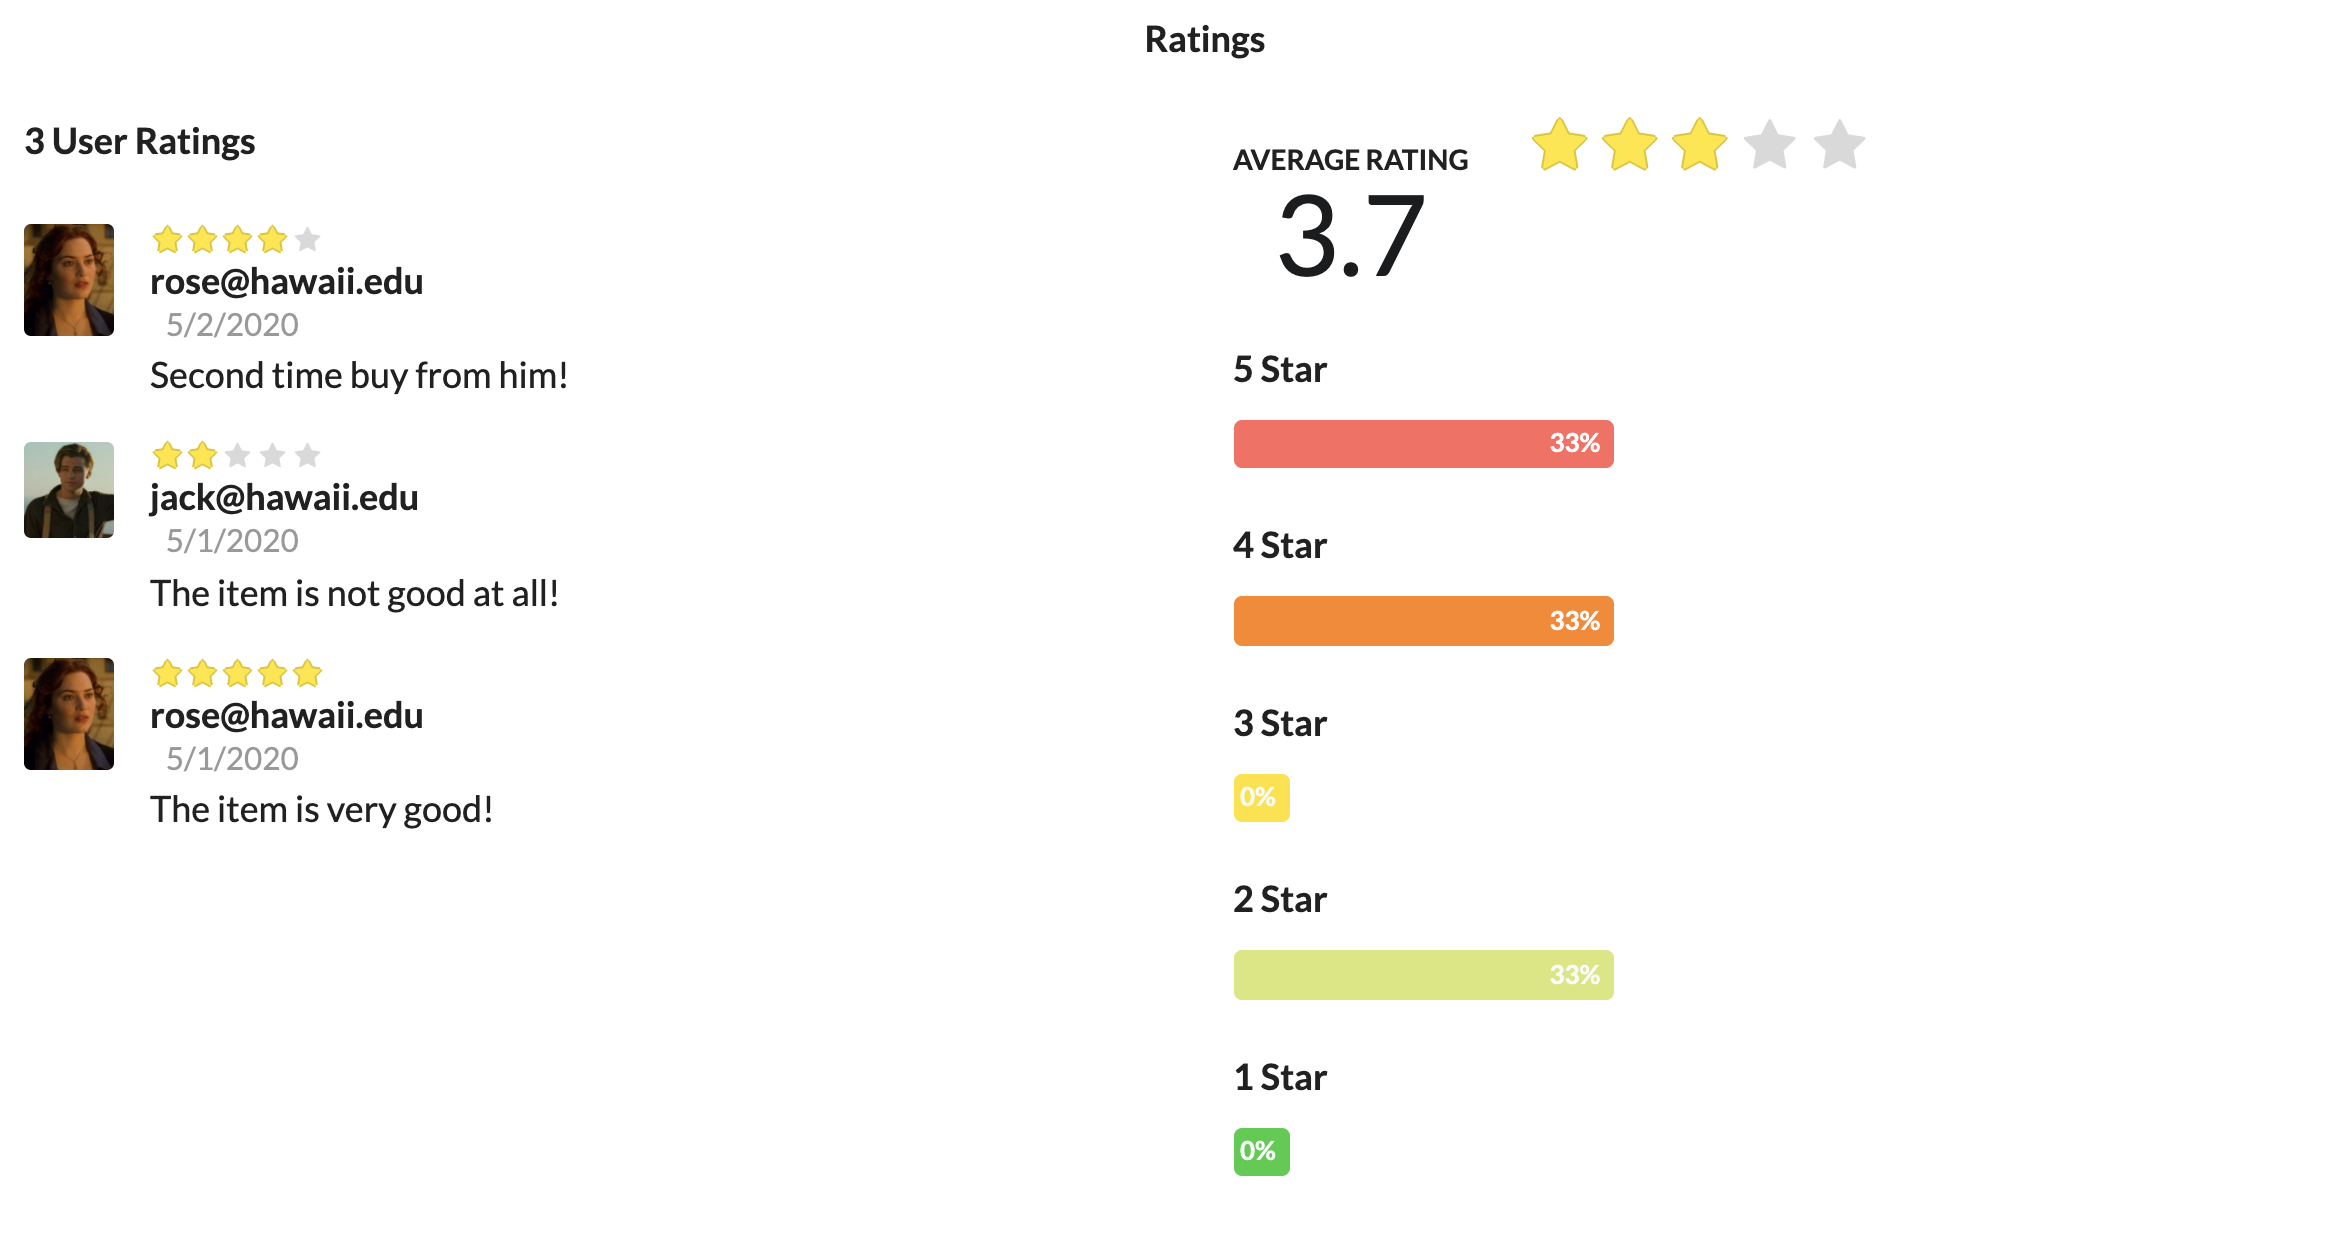 Ratings
3 User Ratings
rose@hawaii.edu
5/2/2020
Second time buy from him!
jack@hawaii.edu
5/1/2020
The item is not good at all!
rose@hawaii.edu
5/1/2020
The item is very good!
AVERAGE RATING
3.7
5 Star
33%
4 Star
33%
3 Star
0%
2 Star
33%
1 Star
0%